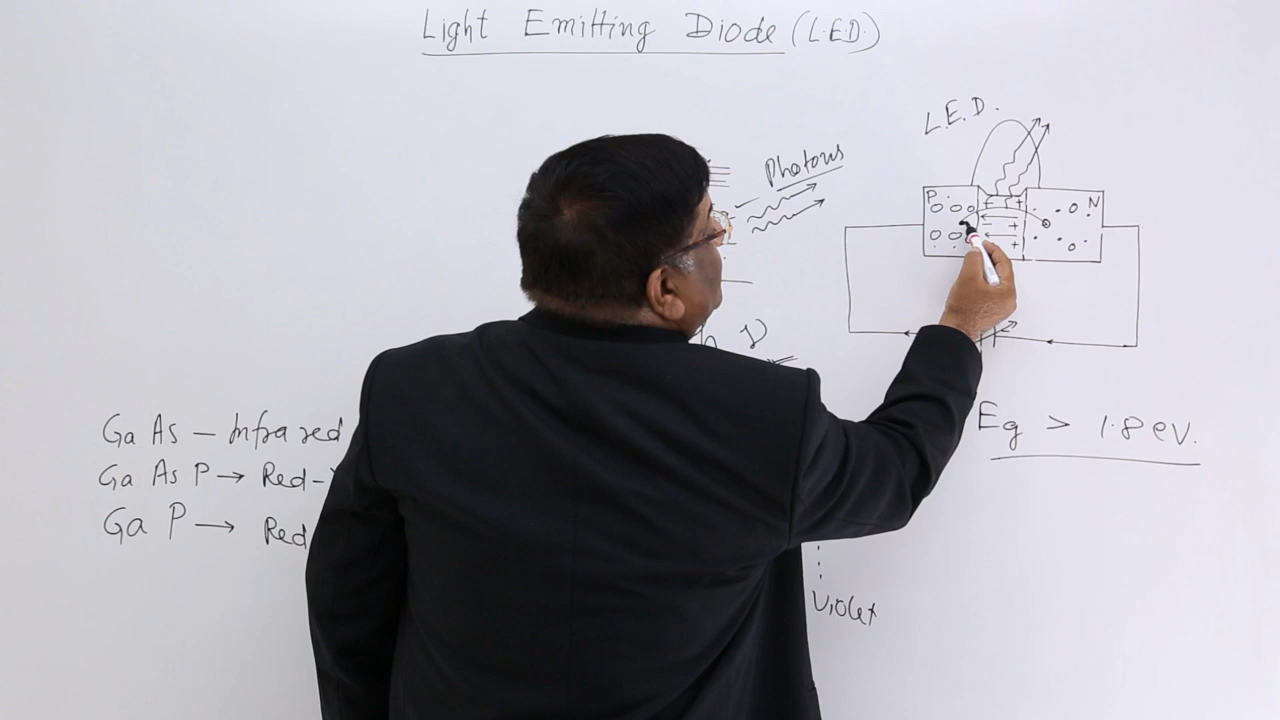 Light Emitting Diode (L.E.D.)
L.E.D.
Photons
P
N
Ga As – Infrared
Ga As P → Red-
Ga P → Red
Eg > 1.8 eV.
Violet